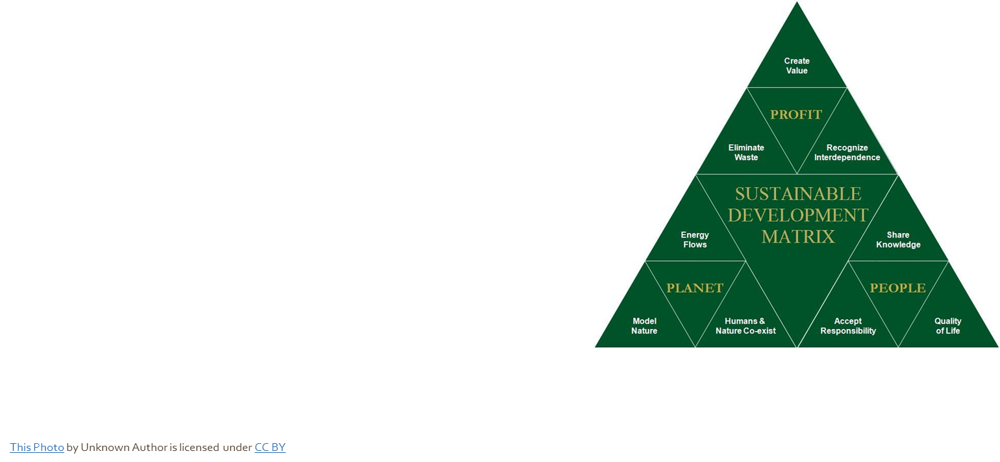 Create
Value
PROFIT
Eliminate
Waste
Recognize
Interdependence
SUSTAINABLE
DEVELOPMENT
MATRIX
Energy
Flows
Share
Knowledge
PLANET
PEOPLE
Model
Nature
Humans &
Nature Co-exist
Accept
Responsibility
Quality
of Life
This Photo by Unknown Author is licensed under CC BY